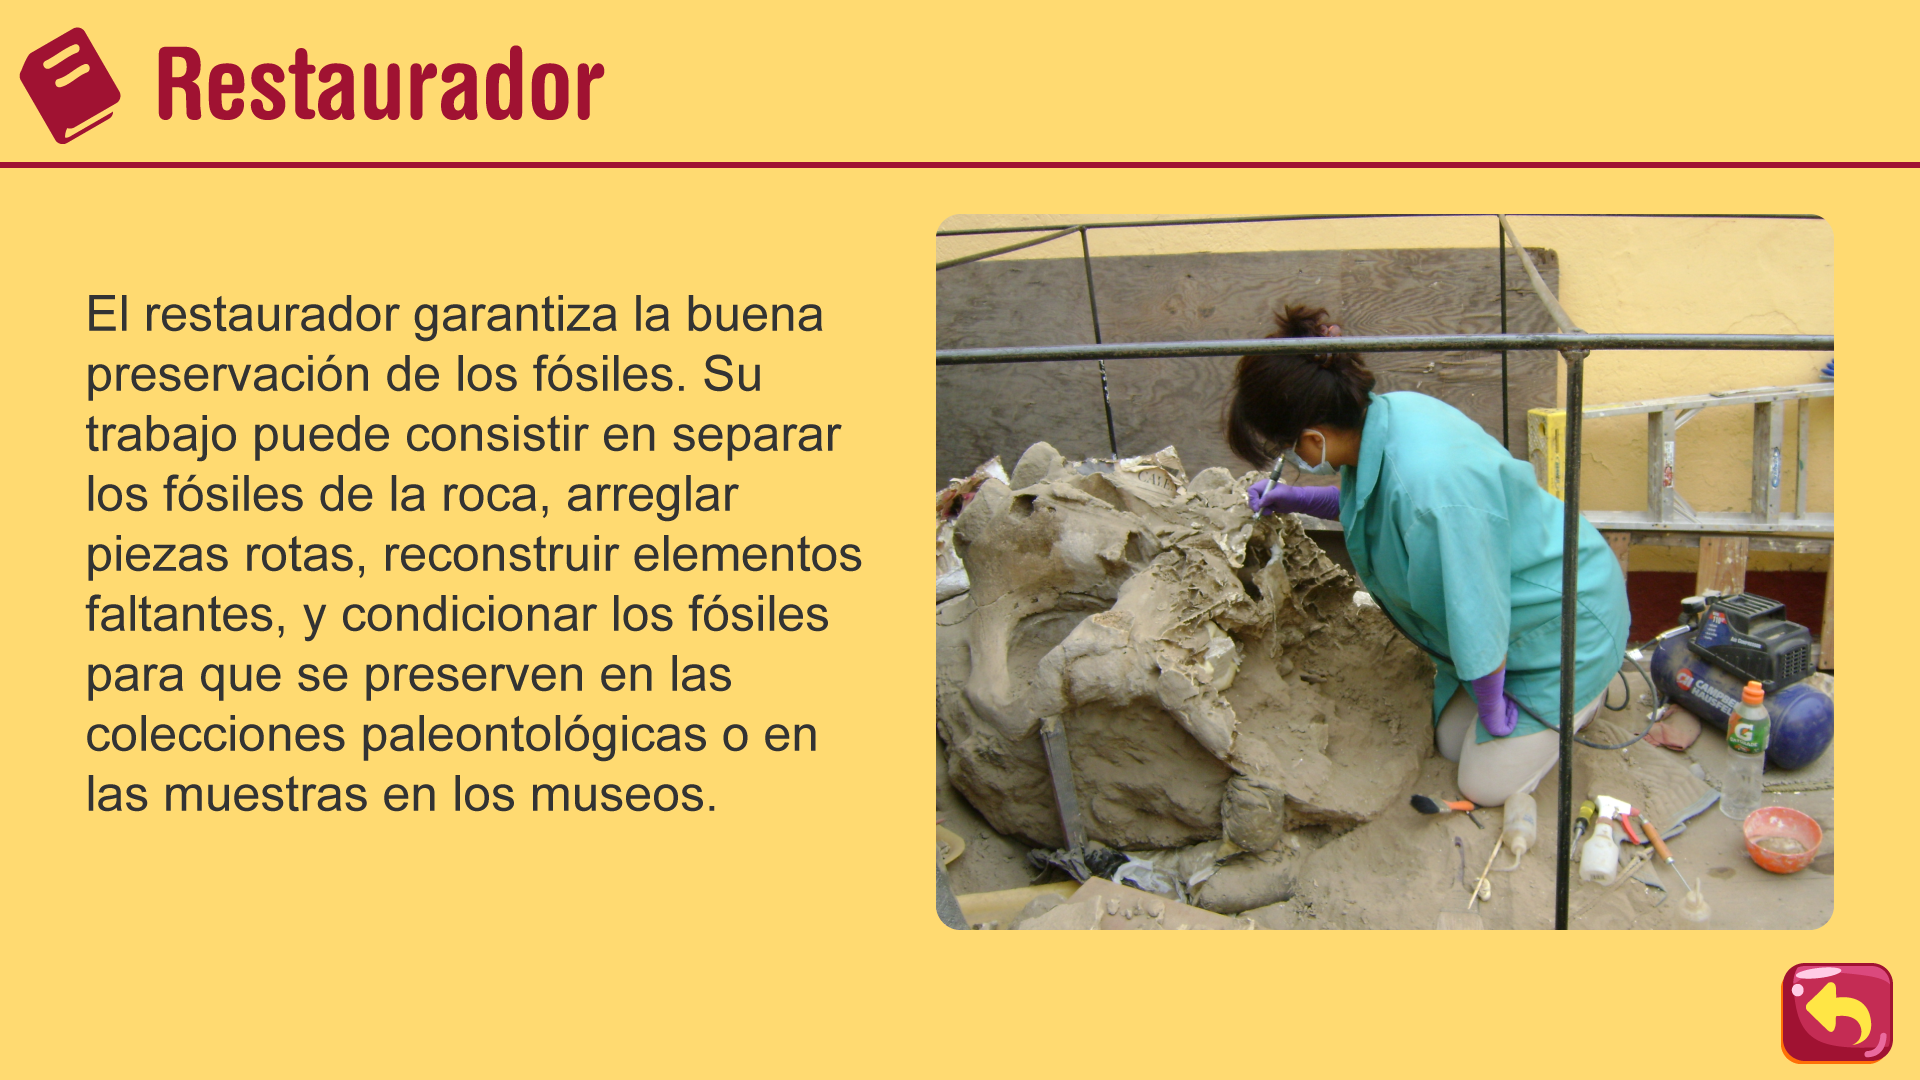 Restaurador
El restaurador garantiza la buena
preservación de los fósiles. Su
trabajo puede consistir en separar
los fósiles de la roca, arreglar
piezas rotas, reconstruir elementos
faltantes, y condicionar los fósiles
para que se preserven en las
colecciones paleontológicas o en
las muestras en los museos.
G